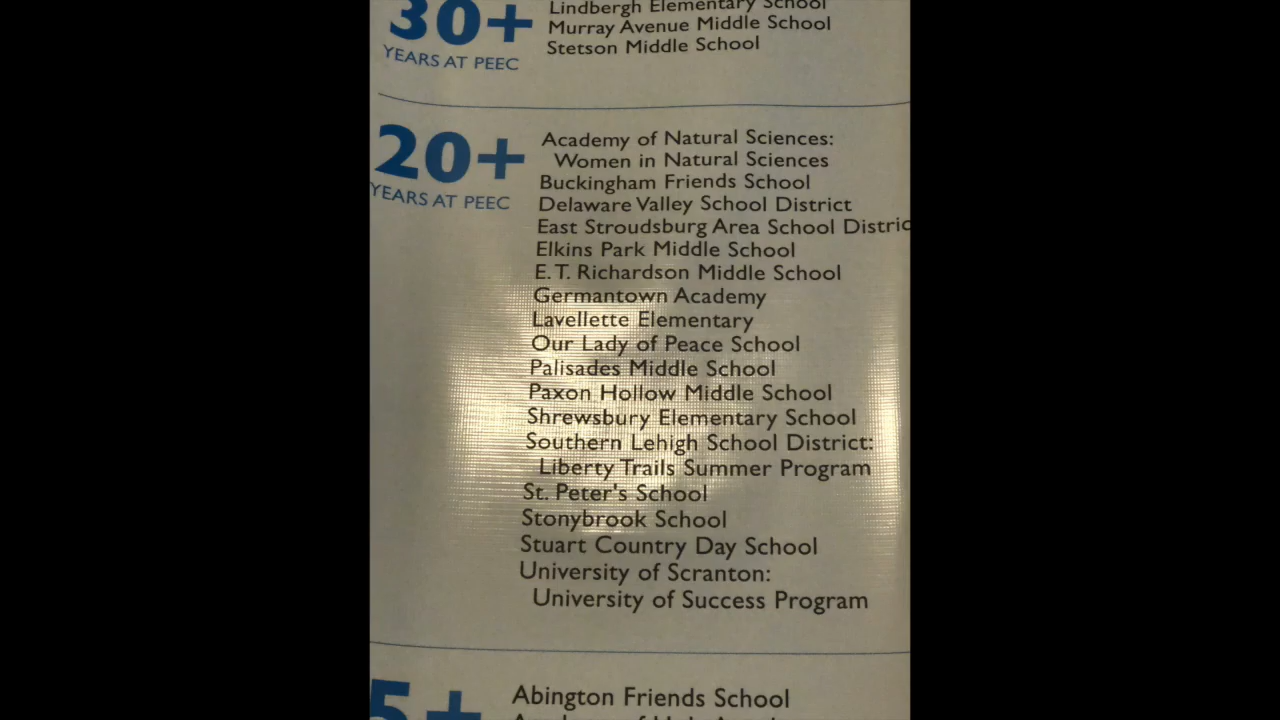 30+
YEARS AT PEEC
Lindbergh Elementary School
Murray Avenue Middle School
Stetson Middle School
20+
YEARS AT PEEC
Academy of Natural Sciences:
Women in Natural Sciences
Buckingham Friends School
Delaware Valley School District
East Stroudsburg Area School Distric
Elkins Park Middle School
E.T. Richardson Middle School
Germantown Academy
Lavellette Elementary
Our Lady of Peace School
Palisades Middle School
Paxon Hollow Middle School
Shrewsbury Elementary School
Southern Lehigh School District:
Liberty Trails Summer Program
St. Peter's School
Stonybrook School
Stuart Country Day School
University of Scranton:
University of Success Program
5+
Abington Friends School